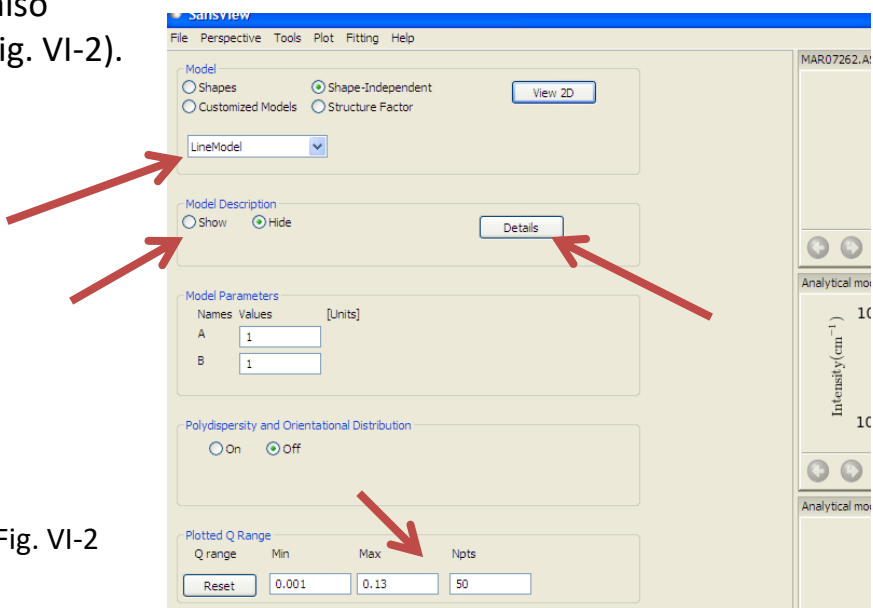 also
ig. VI-2).
SansView
File Perspective Tools Plot Fitting Help
Model
Shapes Shape-Independent
Customized Models Structure Factor
View 2D
LineModel
Model Description
Show Hide
Details
Model Parameters
Names Values [Units]
A 1
B 1
Polydispersity and Orientational Distribution
On Off
Plotted Q Range
Q range Min Max Npts
Reset 0.001 0.13 50
Fig. VI-2
MAR07262.AS
Analytical mod
Intensity(cm⁻¹)
10
10
Analytical mod